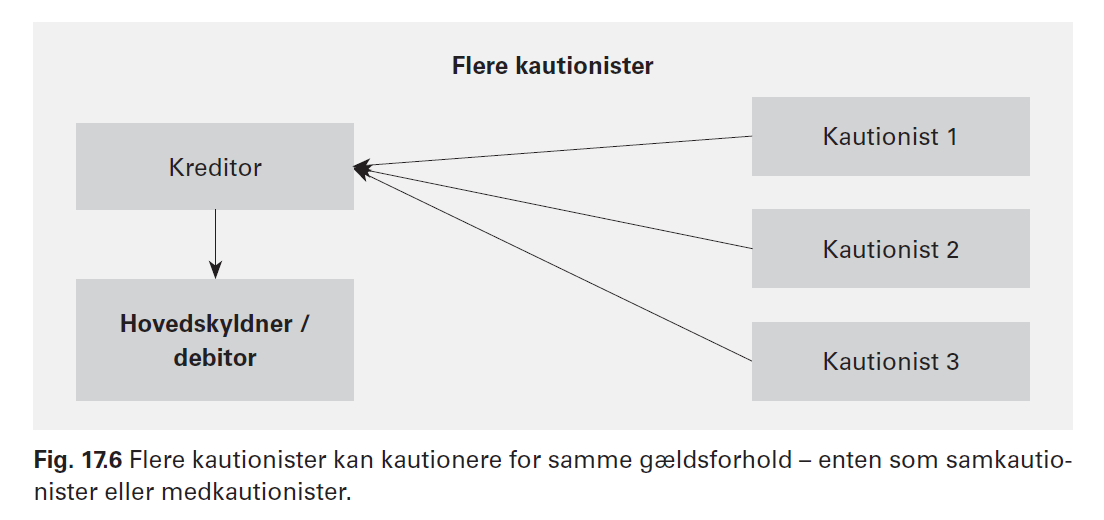 Flere kautionister
Kreditor
Hovedskyldner /
debitor
Kautionist 1
Kautionist 2
Kautionist 3
Fig. 17.6 Flere kautionister kan kautionere for samme gældsforhold – enten som samkautio-
nister eller medkautionister.